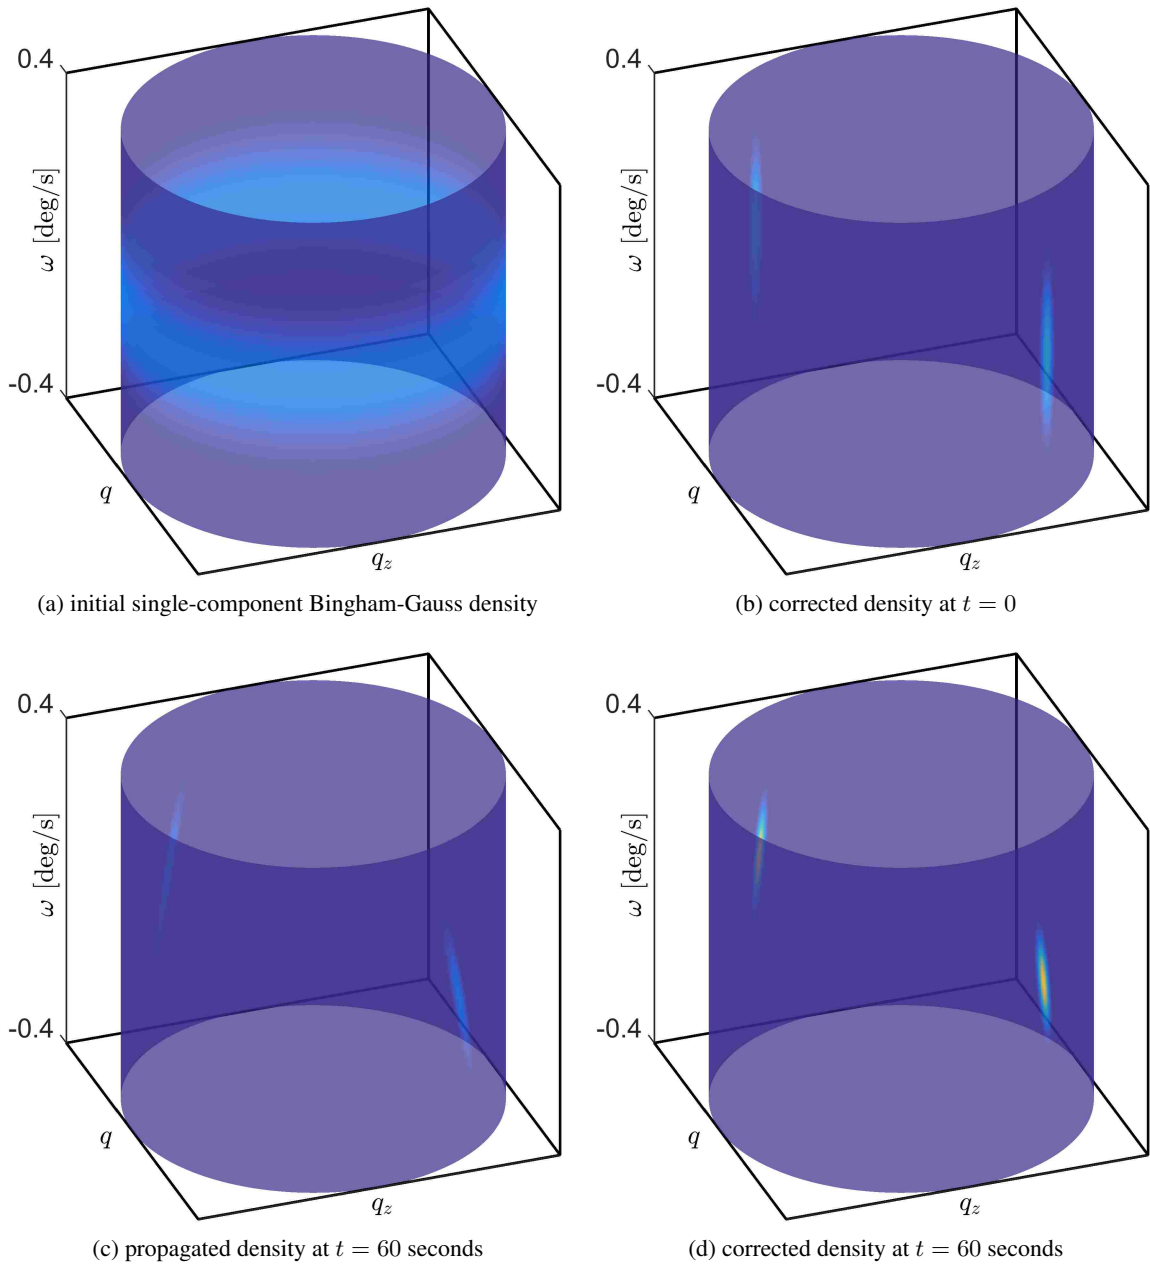 0.4
ω [deg/s]
-0.4
q
q_z
(a) initial single-component Bingham-Gauss density
0.4
ω [deg/s]
-0.4
q
q_z
(b) corrected density at t = 0
0.4
ω [deg/s]
-0.4
q
q_z
(c) propagated density at t = 60 seconds
0.4
ω [deg/s]
-0.4
q
q_z
(d) corrected density at t = 60 seconds